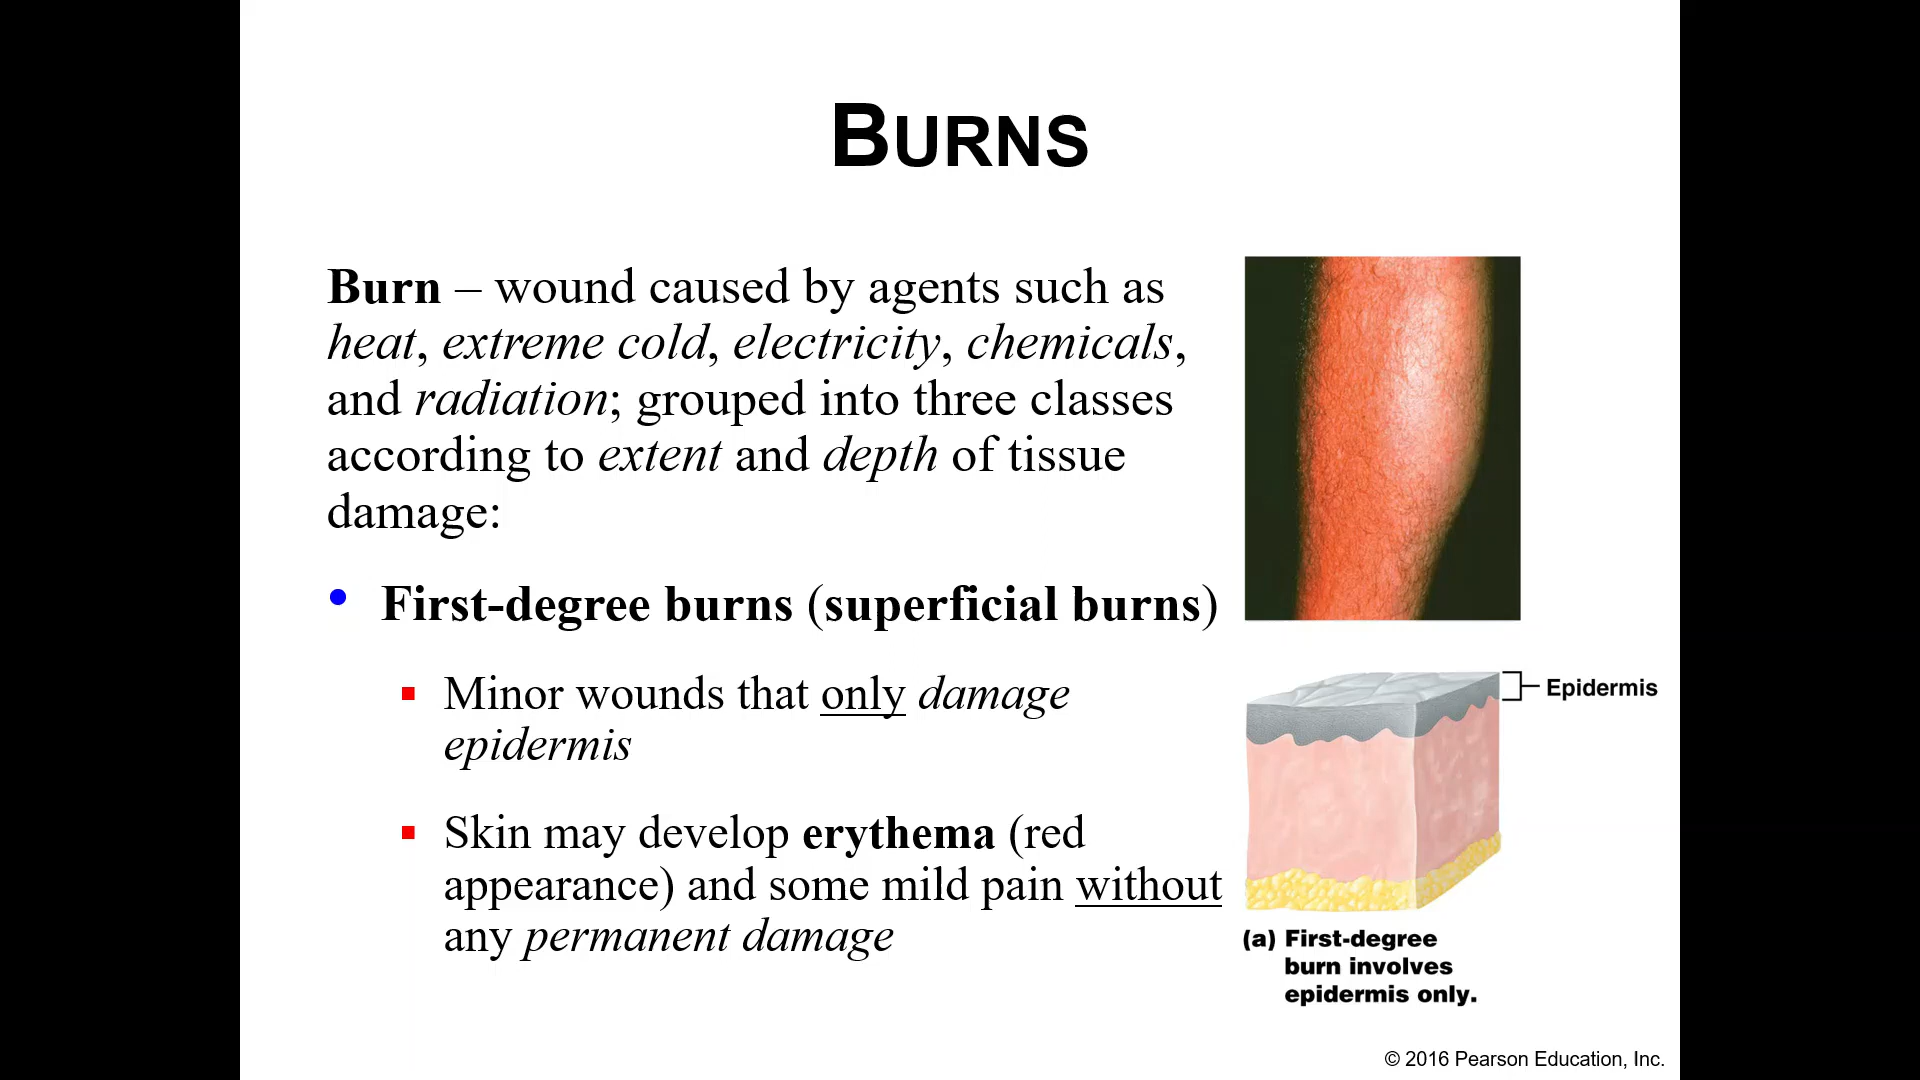 BURNS
Burn – wound caused by agents such as
heat, extreme cold, electricity, chemicals,
and radiation; grouped into three classes
according to extent and depth of tissue
damage:
• First-degree burns (superficial burns)
▪ Minor wounds that only damage
epidermis
▪ Skin may develop erythema (red
appearance) and some mild pain without
any permanent damage
Epidermis
(a) First-degree
burn involves
epidermis only.
© 2016 Pearson Education, Inc.